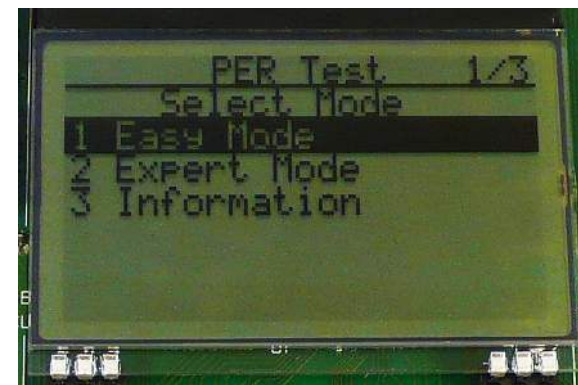 PER Test 1/3
Select Mode
1 Easy Mode
2 Expert Mode
3 Information